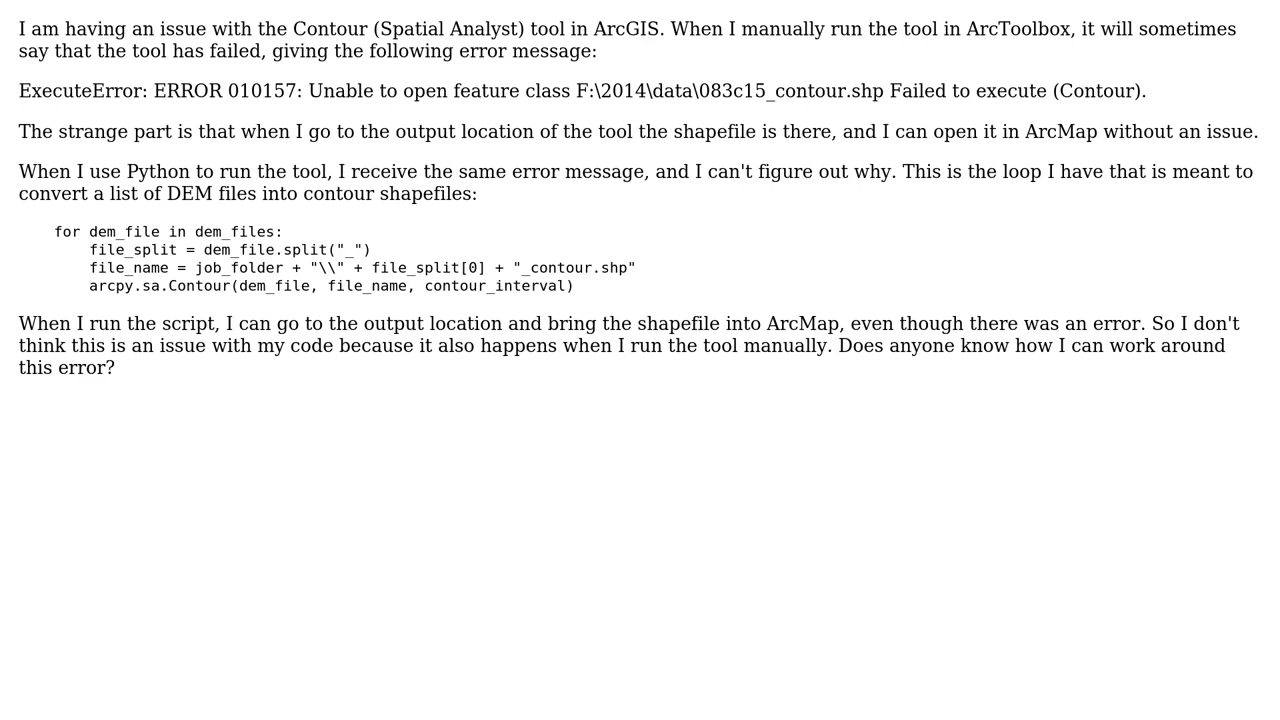 I am having an issue with the Contour (Spatial Analyst) tool in ArcGIS. When I manually run the tool in ArcToolbox, it will sometimes
say that the tool has failed, giving the following error message:
ExecuteError: ERROR 010157: Unable to open feature class F:\2014\data\083c15_contour.shp Failed to execute (Contour).
The strange part is that when I go to the output location of the tool the shapefile is there, and I can open it in ArcMap without an issue.
When I use Python to run the tool, I receive the same error message, and I can't figure out why. This is the loop I have that is meant to
convert a list of DEM files into contour shapefiles:
    for dem_file in dem_files:
        file_split = dem_file.split("_")
        file_name = job_folder + "\\" + file_split[0] + "_contour.shp"
        arcpy.sa.Contour(dem_file, file_name, contour_interval)
When I run the script, I can go to the output location and bring the shapefile into ArcMap, even though there was an error. So I don't
think this is an issue with my code because it also happens when I run the tool manually. Does anyone know how I can work around
this error?